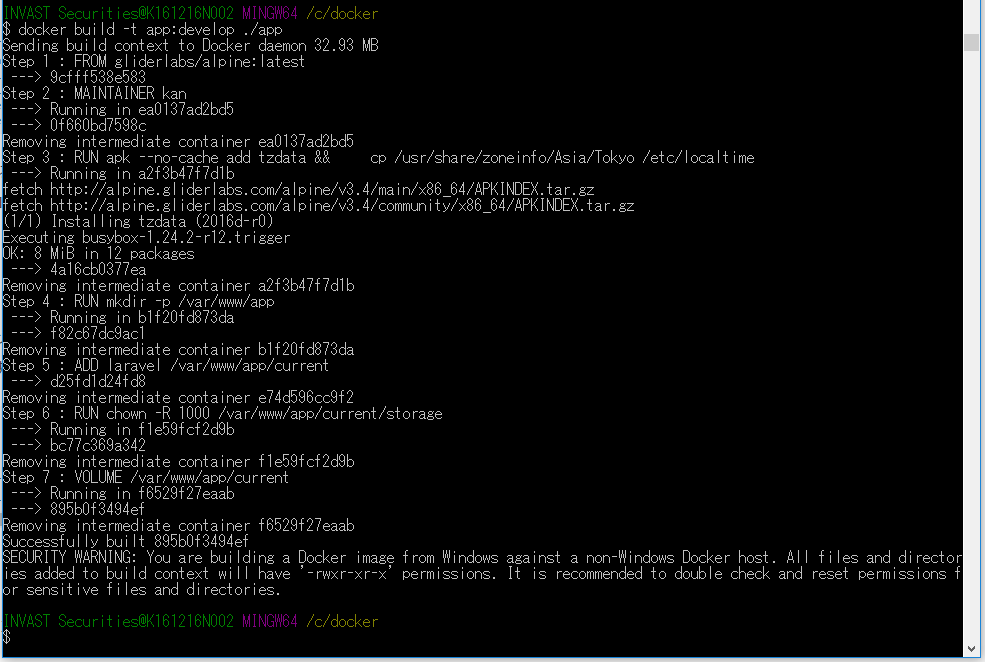 INVAST Securities@K161216N002 MINGW64 /c/docker
$ docker build -t app:develop ./app
Sending build context to Docker daemon 32.93 MB
Step 1 : FROM gliderlabs/alpine:latest
 ---> 9cfff538e583
Step 2 : MAINTAINER kan
 ---> Running in ea0137ad2bd5
 ---> 0f660bd7598c
Removing intermediate container ea0137ad2bd5
Step 3 : RUN apk --no-cache add tzdata &&     cp /usr/share/zoneinfo/Asia/Tokyo /etc/localtime
 ---> Running in a2f3b47f7d1b
fetch http://alpine.gliderlabs.com/alpine/v3.4/main/x86_64/APKINDEX.tar.gz
fetch http://alpine.gliderlabs.com/alpine/v3.4/community/x86_64/APKINDEX.tar.gz
(1/1) Installing tzdata (2016d-r0)
Executing busybox-1.24.2-r12.trigger
OK: 8 MiB in 12 packages
 ---> 4a16cb0377ea
Removing intermediate container a2f3b47f7d1b
Step 4 : RUN mkdir -p /var/www/app
 ---> Running in b1f20fd873da
 ---> f82c67dc9ac1
Removing intermediate container b1f20fd873da
Step 5 : ADD laravel /var/www/app/current
 ---> d25fd1d24fd8
Removing intermediate container e74d596cc9f2
Step 6 : RUN chown -R 1000 /var/www/app/current/storage
 ---> Running in f1e59fcf2d9b
 ---> bc77c369a342
Removing intermediate container f1e59fcf2d9b
Step 7 : VOLUME /var/www/app/current
 ---> Running in f6529f27eaab
 ---> 895b0f3494ef
Removing intermediate container f6529f27eaab
Successfully built 895b0f3494ef
SECURITY WARNING: You are building a Docker image from Windows against a non-Windows Docker host. All files and director
ies added to build context will have '-rwxr-xr-x' permissions. It is recommended to double check and reset permissions f
or sensitive files and directories.
INVAST Securities@K161216N002 MINGW64 /c/docker
$